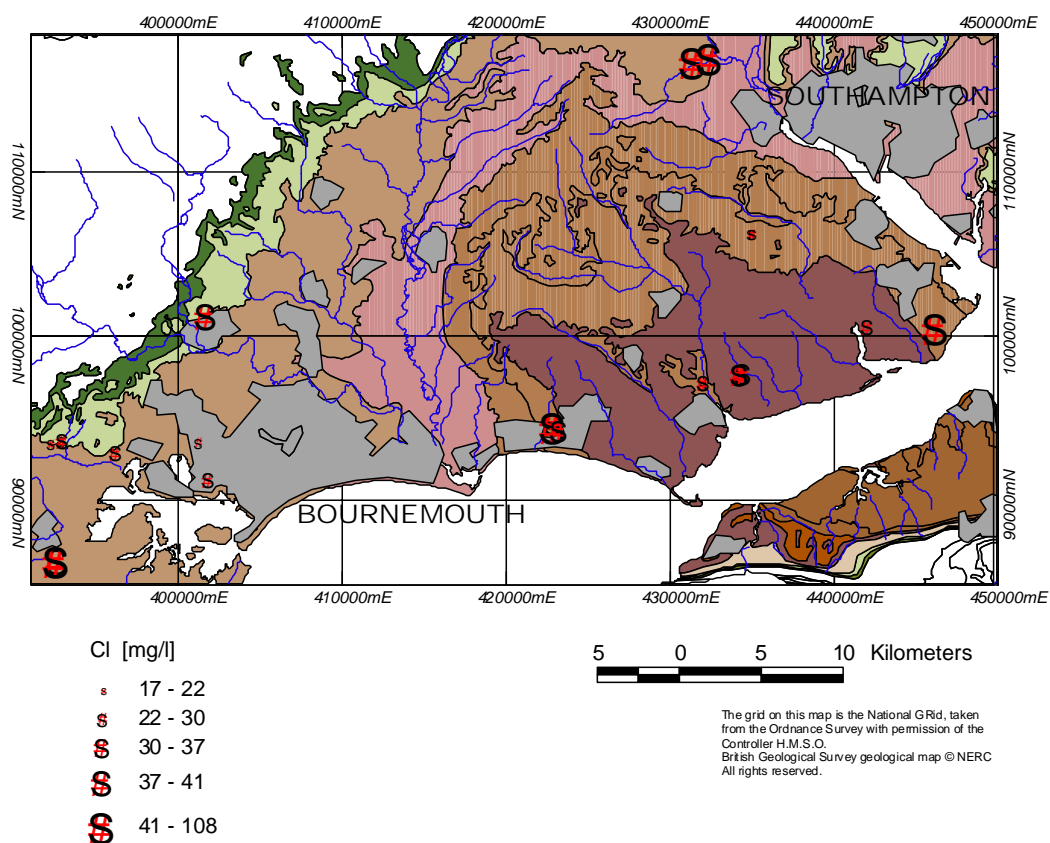 400000mE 410000mE 420000mE 430000mE 440000mE 450000mE
SOUTHAMPTON
110000mN 110000mN
100000mN 100000mN
90000mN 90000mN
BOURNEMOUTH
400000mE 410000mE 420000mE 430000mE 440000mE 450000mE
Cl [mg/l]
17 - 22
22 - 30
30 - 37
37 - 41
41 - 108
5 0 5 10 Kilometers
The grid on this map is the National GRid, taken
from the Ordnance Survey with permission of the
Controller H.M.S.O.
British Geological Survey geological map © NERC
All rights reserved.